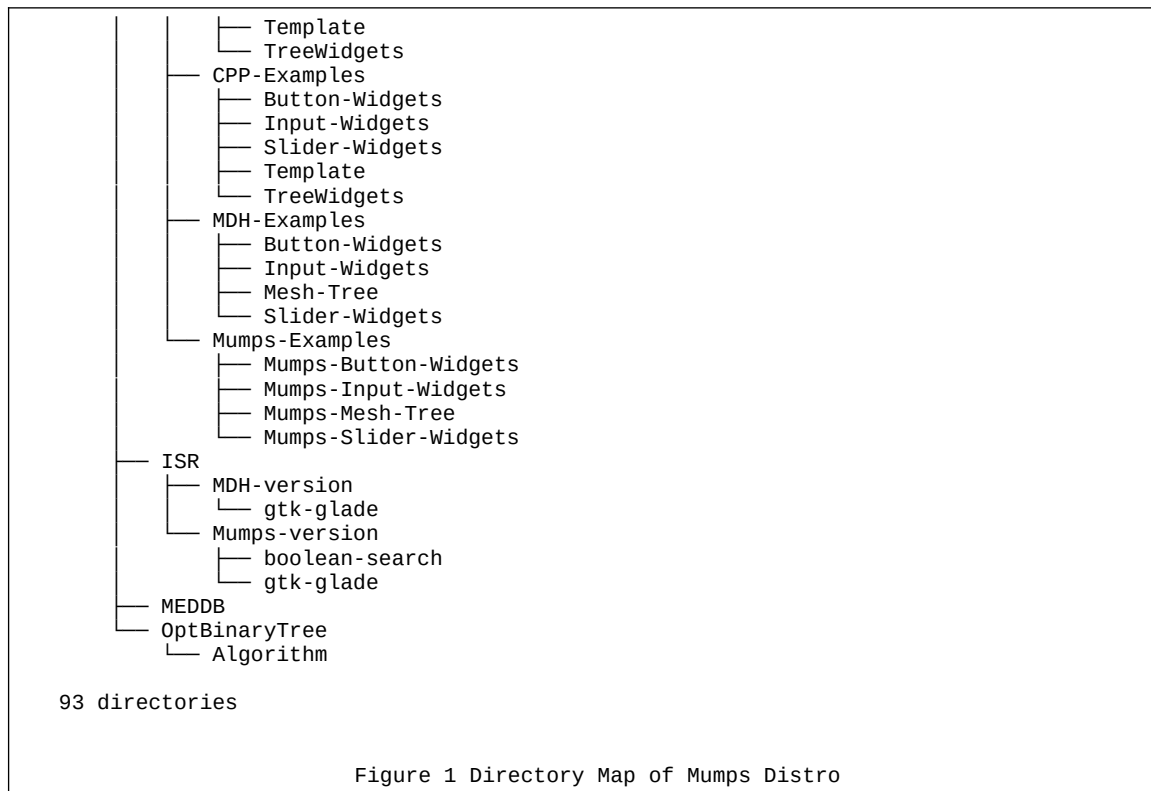 │   │   ├── Template
│   │   └── TreeWidgets
├── CPP-Examples
│   │   ├── Button-Widgets
│   │   ├── Input-Widgets
│   │   ├── Slider-Widgets
│   │   ├── Template
│   │   └── TreeWidgets
│   ├── MDH-Examples
│   │   ├── Button-Widgets
│   │   ├── Input-Widgets
│   │   ├── Mesh-Tree
│   │   └── Slider-Widgets
│   └── Mumps-Examples
│       ├── Mumps-Button-Widgets
│       ├── Mumps-Input-Widgets
│       ├── Mumps-Mesh-Tree
│       └── Mumps-Slider-Widgets
├── ISR
│   ├── MDH-version
│   │   └── gtk-glade
│   └── Mumps-version
│       ├── boolean-search
│       └── gtk-glade
├── MEDDB
└── OptBinaryTree
    └── Algorithm
93 directories
Figure 1 Directory Map of Mumps Distro